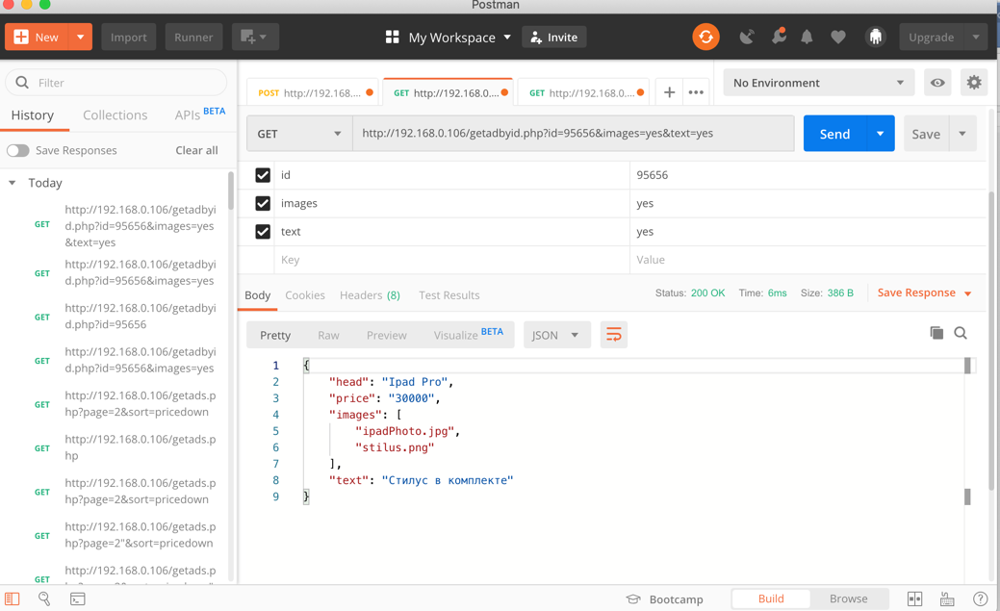 Postman
New
Import
Runner
My Workspace
Invite
Upgrade
Filter
History
Collections
APIs BETA
Save Responses
Clear all
Today
GET
http://192.168.0.106/getadbyi
d.php?id=95656&images=yes
&text=yes
GET
http://192.168.0.106/getadbyi
d.php?id=95656&images=yes
GET
http://192.168.0.106/getadbyi
d.php?id=95656
GET
http://192.168.0.106/getadbyi
d.php?id=95656&images=yes
GET
http://192.168.0.106/getads.p
hp?page=2&sort=pricedown
GET
http://192.168.0.106/getads.p
hp
GET
http://192.168.0.106/getads.p
hp?page=2&sort=pricedown
GET
http://192.168.0.106/getads.p
hp?page=2"&sort=pricedown
GET
http://192.168.0.106/getads.p
POST http://192.168....
GET http://192.168.0....
GET http://192.168.0....
No Environment
GET
http://192.168.0.106/getadbyid.php?id=95656&images=yes&text=yes
Send
Save
id 95656
images yes
text yes
Key Value
Body
Cookies
Headers (8)
Test Results
Status: 200 OK
Time: 6ms
Size: 386 B
Save Response
Pretty
Raw
Preview
Visualize BETA
JSON
1 {
2 "head": "Ipad Pro",
3 "price": "30000",
4 "images": [
5 "ipadPhoto.jpg",
6 "stilus.png"
7 ],
8 "text": "Стилус в комплекте"
9 }
Bootcamp
Build
Browse